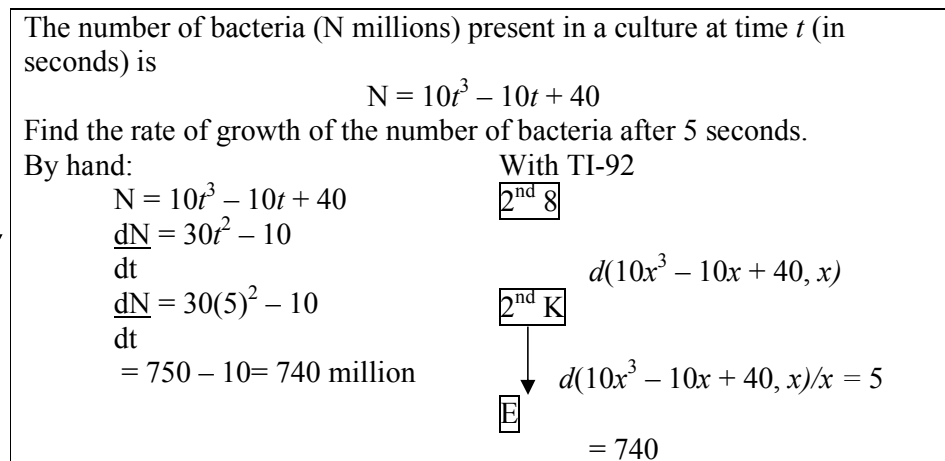 The number of bacteria (N millions) present in a culture at time t (in
seconds) is
N = 10t³ – 10t + 40
Find the rate of growth of the number of bacteria after 5 seconds.
By hand:
N = 10t³ – 10t + 40
dN = 30t² – 10
dt
dN = 30(5)² – 10
dt
= 750 – 10= 740 million
With TI-92
2ⁿᵈ 8
d(10x³ – 10x + 40, x)
2ⁿᵈ K
d(10x³ – 10x + 40, x)/x = 5
E
= 740